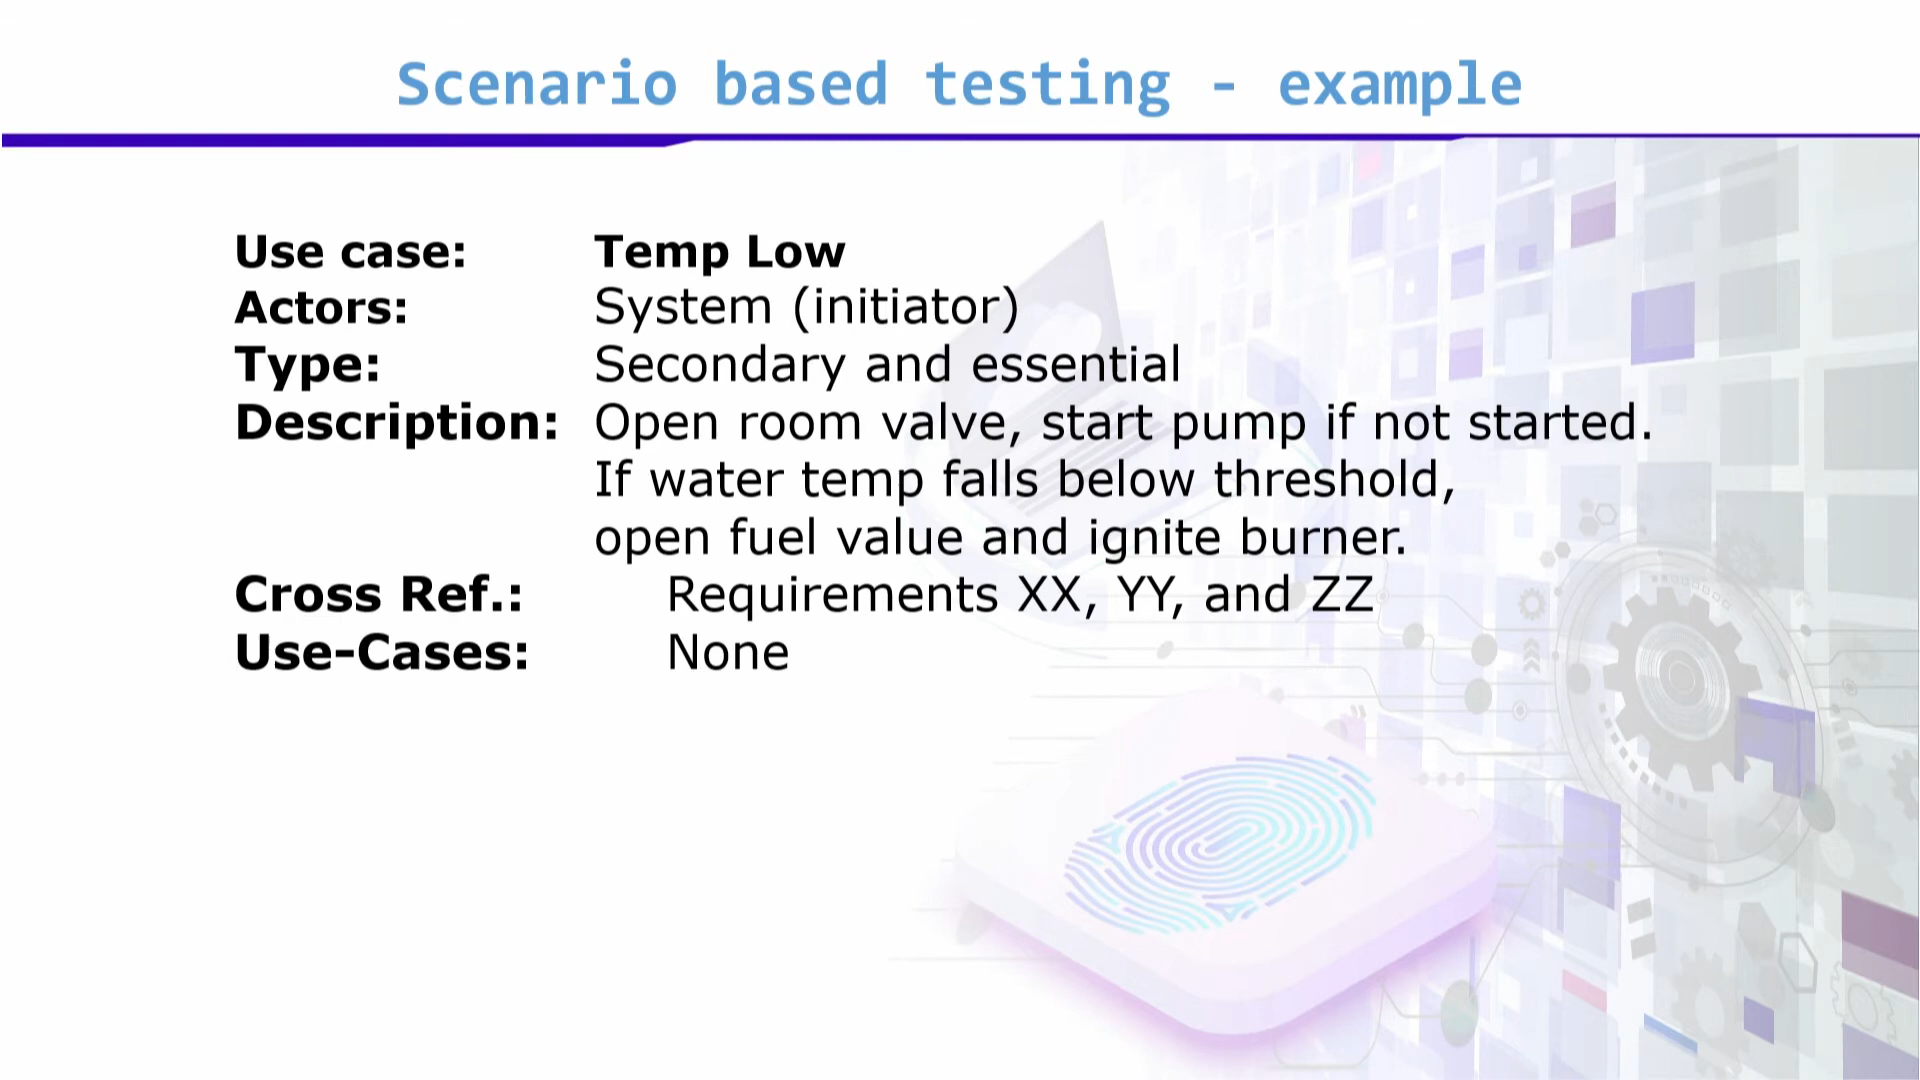 Scenario based testing - example
Use case: Temp Low
Actors: System (initiator)
Type: Secondary and essential
Description: Open room valve, start pump if not started.
If water temp falls below threshold,
open fuel value and ignite burner.
Cross Ref.: Requirements XX, YY, and ZZ
Use-Cases: None